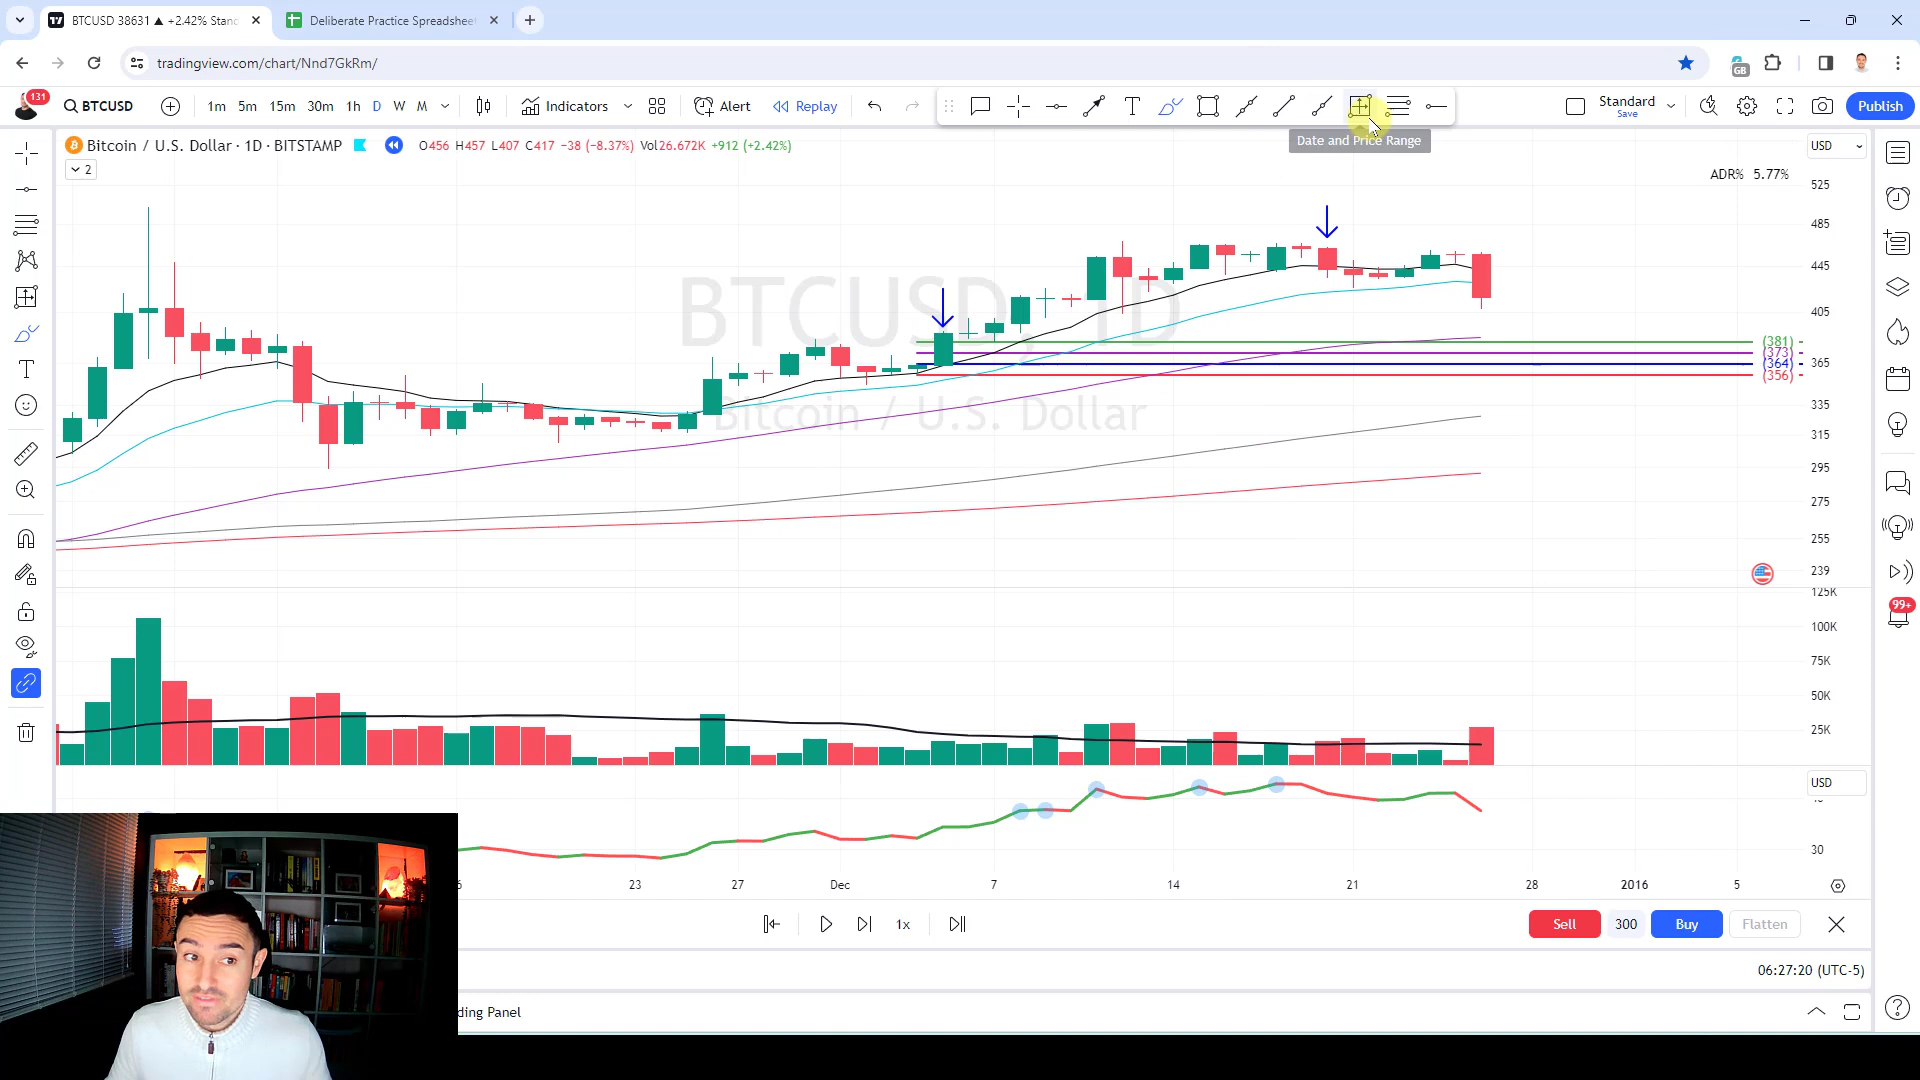 BTCUSD 38631 ▲ +2.42% Stand
Deliberate Practice Spreadsheet
tradingview.com/chart/Nnd7GkRm/
GB
131
BTCUSD
1m 5m 15m 30m 1h D W M
Indicators
Alert
Replay
Standard
Save
Publish
Date and Price Range
Bitcoin / U.S. Dollar · 1D · BITSTAMP
O456 H457 L407 C417 −38 (−8.37%) Vol26.672K +912 (+2.42%)
2
USD
ADR% 5.77%
525
485
445
405
365
335
315
295
275
255
239
(381)
(373)
(364)
(356)
BTCUSD, 1D
Bitcoin / U.S. Dollar
125K
100K
75K
50K
25K
USD
30
23 27 Dec 7 14 21 28 2016 5
1x
Sell
300
Buy
Flatten
06:27:20 (UTC-5)
ding Panel
99+